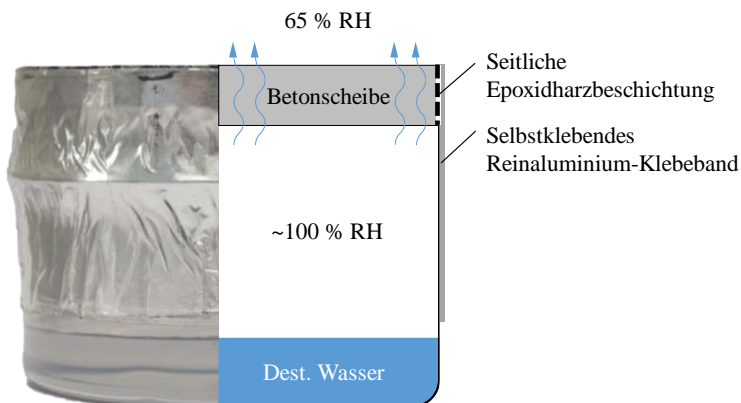 65 % RH
Seitliche
Epoxidharzbeschichtung
Betonscheibe
Selbstklebendes
Reinaluminium-Klebeband
~100 % RH
Dest. Wasser